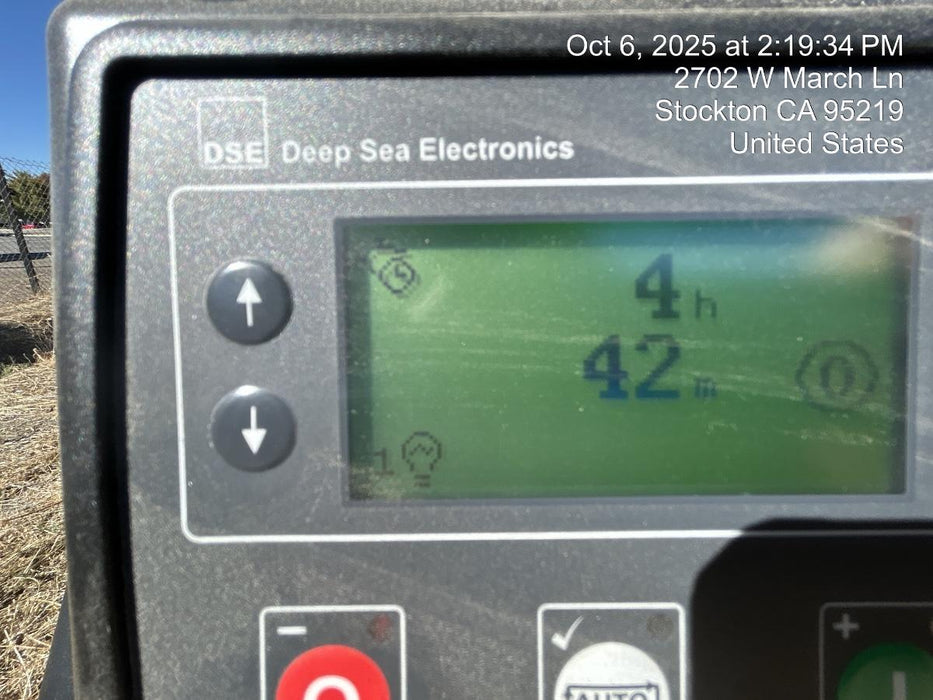 Oct 6, 2025 at 2:19:34 PM
2702 W March Ln
Stockton CA 95219
United States
DSE Deep Sea Electronics
4 h
42 m
0
1
AUTO